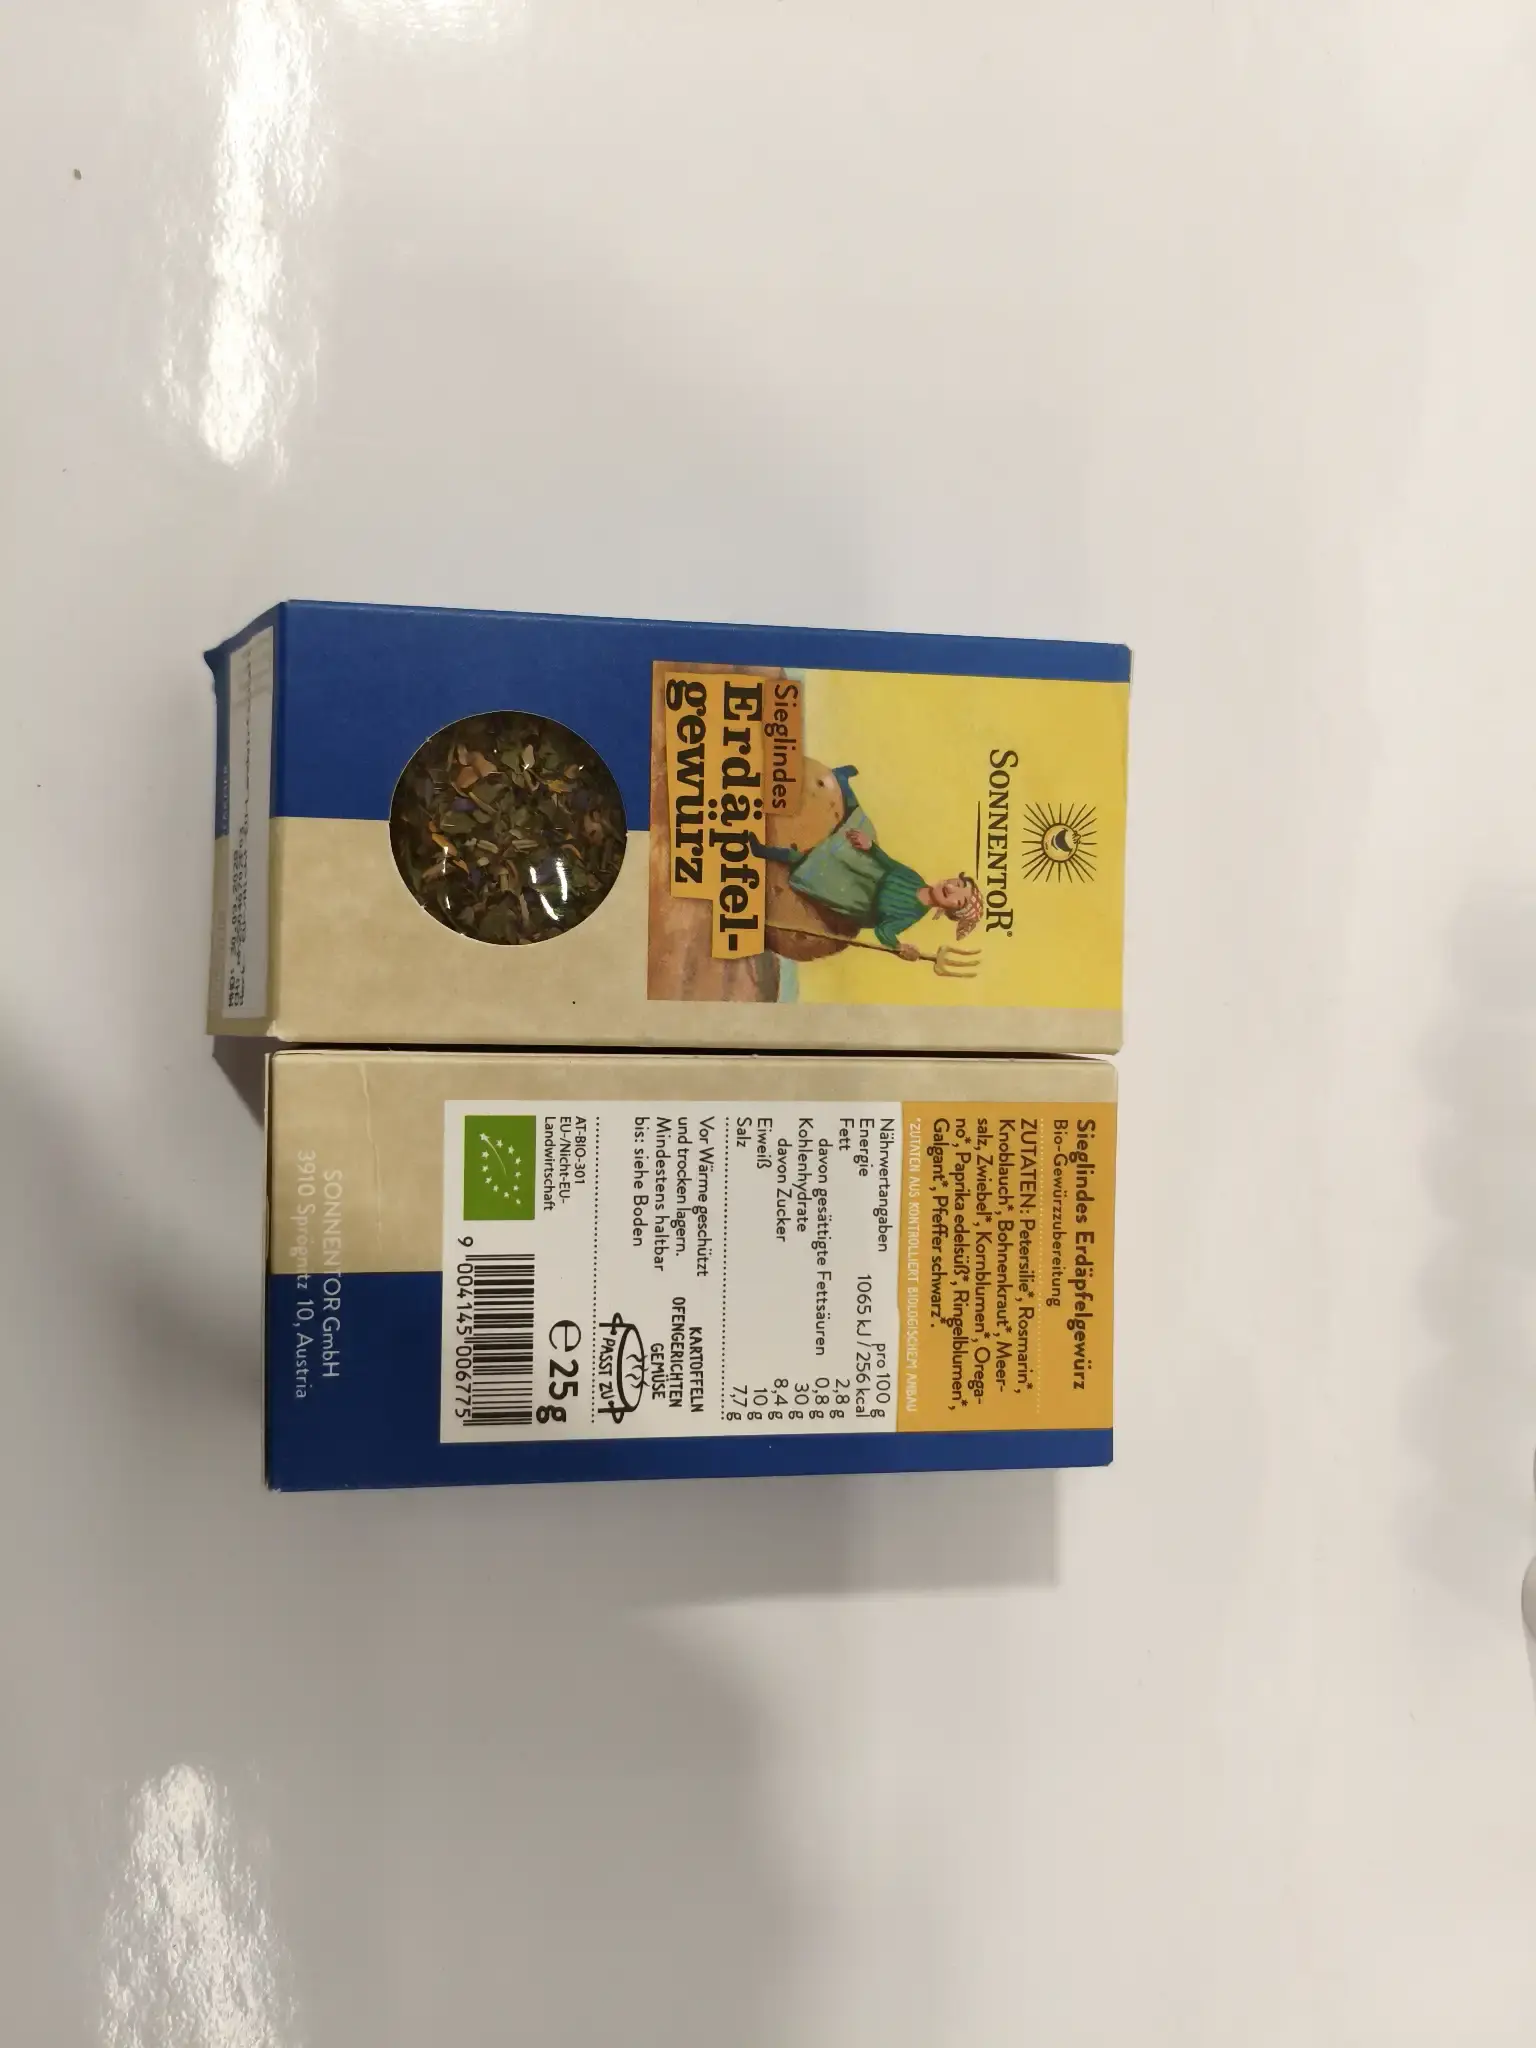 SONNENTOR®
Sieglindes
Erdäpfel-
gewürz
Sieglindes Erdäpfelgewürz
Bio-Gewürzzubereitung
ZUTATEN: Petersilie*, Rosmarin*,
Knoblauch*, Bohnenkraut*, Meer-
salz, Zwiebel*, Kornblumen*, Orega-
no*, Paprika edelsüß*, Ringelblumen*,
Galgant*, Pfeffer schwarz*.
*ZUTATEN AUS KONTROLLIERT BIOLOGISCHEM ANBAU
Nährwertangaben pro 100 g
Energie 1065 kJ / 256 kcal
Fett 2,8 g
davon gesättigte Fettsäuren 0,8 g
Kohlenhydrate 30 g
davon Zucker 8,4 g
Eiweiß 10 g
Salz 7,7 g
Vor Wärme geschützt
und trocken lagern.
Mindestens haltbar
bis: siehe Boden
KARTOFFELN
OFENGERICHTEN
GEMÜSE
PASST ZU
AT-BIO-301
EU-/Nicht-EU-
Landwirtschaft
e 25g
9 004145 006775
SONNENTOR GmbH
3910 Sprögnitz 10, Austria